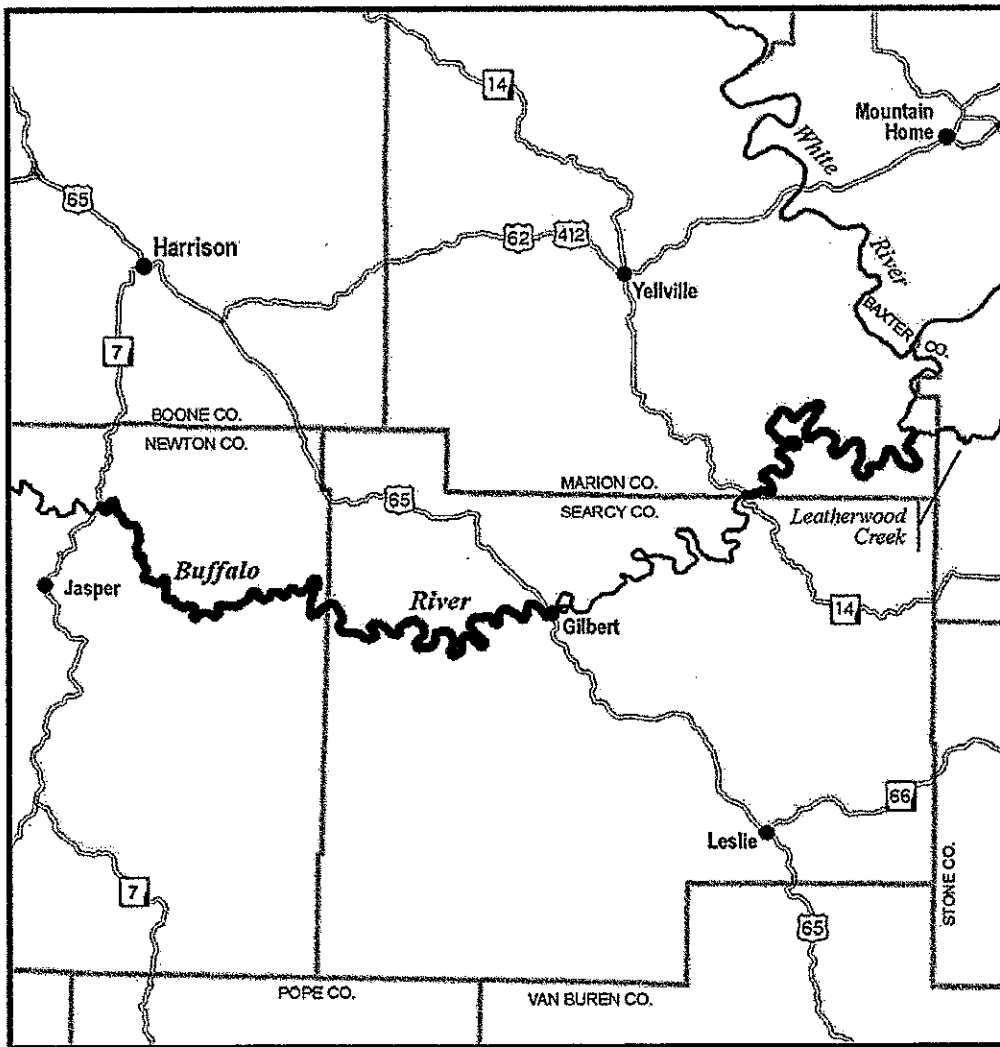 14
Mountain
Home
White
65
Harrison
62
412
River
Yellville
BAXTER CO.
7
BOONE CO.
NEWTON CO.
MARION CO.
65
SEARCY CO.
Leatherwood
Creek
Buffalo
Jasper
River
14
Gilbert
66
Leslie
7
STONE CO.
65
POPE CO.
VAN BUREN CO.